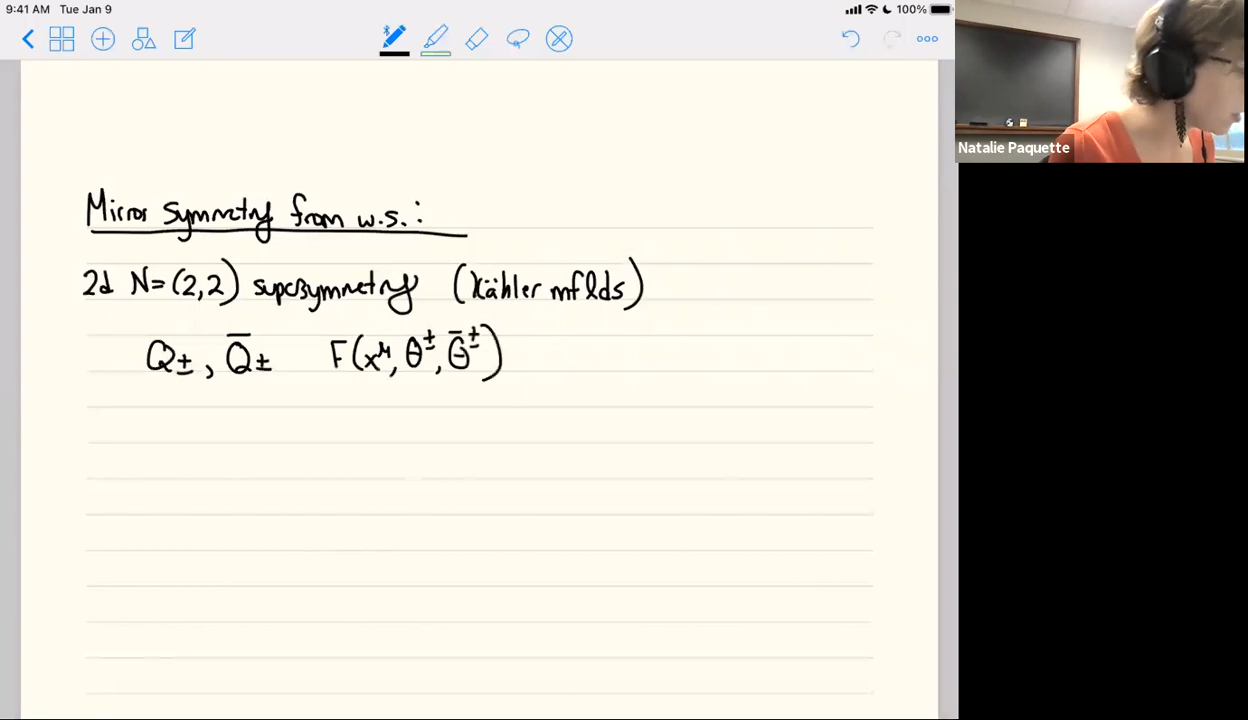 9:41 AM Tue Jan 9
100%
Natalie Paquette
Mirror symmetry from w.s.:
2d N=(2,2) supersymmetry (Kähler mflds)
Q±, Q̄± F(x^μ, θ^±, θ̄^±)